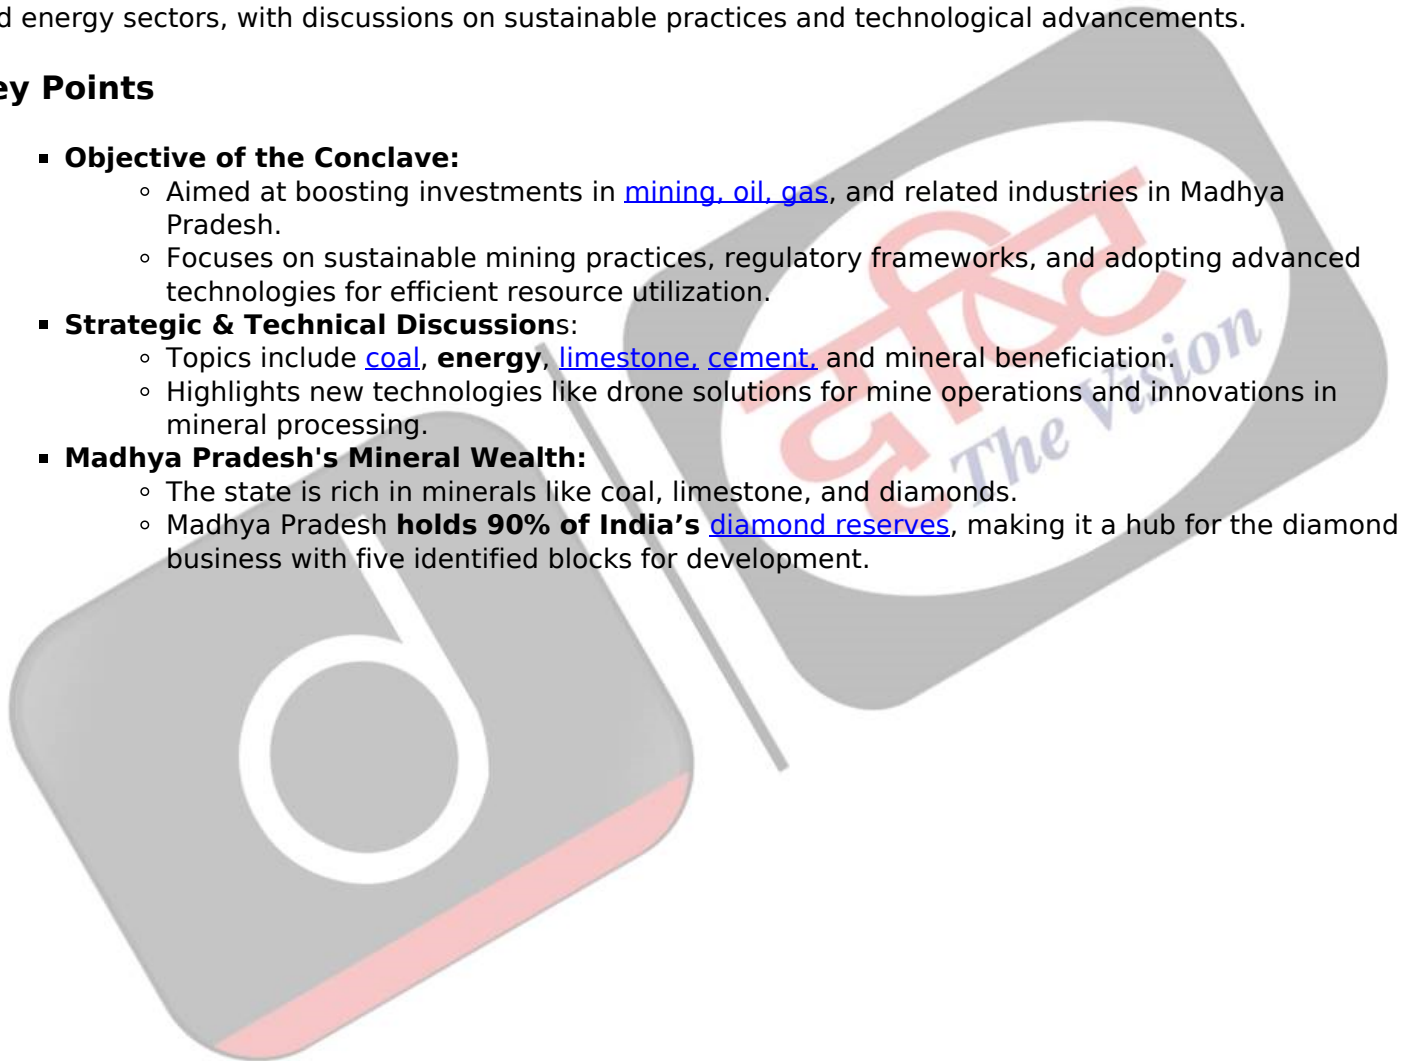 d energy sectors, with discussions on sustainable practices and technological advancements.
ey Points
▪ Objective of the Conclave:
◦ Aimed at boosting investments in mining, oil, gas, and related industries in Madhya
Pradesh.
◦ Focuses on sustainable mining practices, regulatory frameworks, and adopting advanced
technologies for efficient resource utilization.
▪ Strategic & Technical Discussions:
◦ Topics include coal, energy, limestone, cement, and mineral beneficiation.
◦ Highlights new technologies like drone solutions for mine operations and innovations in
mineral processing.
▪ Madhya Pradesh's Mineral Wealth:
◦ The state is rich in minerals like coal, limestone, and diamonds.
◦ Madhya Pradesh holds 90% of India’s diamond reserves, making it a hub for the diamond
business with five identified blocks for development.
दृष्टि
The Vision
d